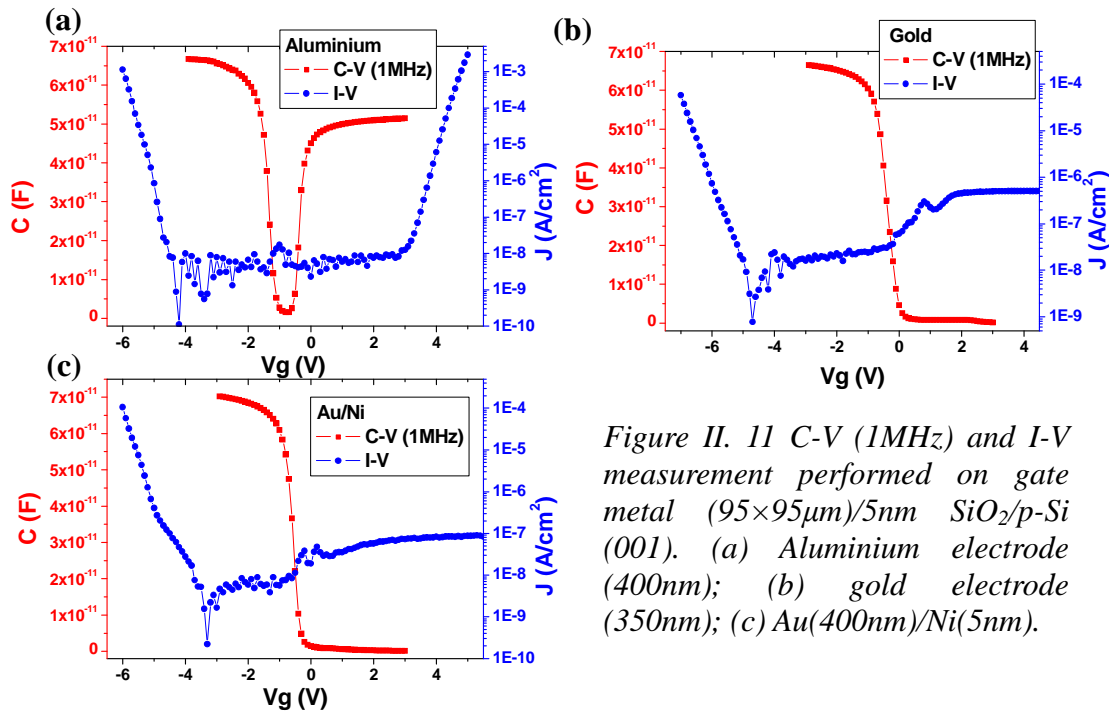 (a)
Aluminium
C-V (1MHz)
I-V
7x10⁻¹¹
6x10⁻¹¹
5x10⁻¹¹
4x10⁻¹¹
3x10⁻¹¹
2x10⁻¹¹
1x10⁻¹¹
0
C (F)
1E-3
1E-4
1E-5
1E-6
1E-7
1E-8
1E-9
1E-10
J (A/cm²)
-6 -4 -2 0 2 4
Vg (V)
(b)
Gold
C-V (1MHz)
I-V
7x10⁻¹¹
6x10⁻¹¹
5x10⁻¹¹
4x10⁻¹¹
3x10⁻¹¹
2x10⁻¹¹
1x10⁻¹¹
0
C (F)
1E-3
1E-4
1E-5
1E-6
1E-7
1E-8
1E-9
J (A/cm²)
-6 -4 -2 0 2 4
Vg (V)
(c)
Au/Ni
C-V (1MHz)
I-V
7x10⁻¹¹
6x10⁻¹¹
5x10⁻¹¹
4x10⁻¹¹
3x10⁻¹¹
2x10⁻¹¹
1x10⁻¹¹
0
C (F)
1E-3
1E-4
1E-5
1E-6
1E-7
1E-8
1E-9
1E-10
J (A/cm²)
-6 -4 -2 0 2 4
Vg (V)
Figure II. 11 C-V (1MHz) and I-V
measurement performed on gate
metal (95×95µm)/5nm SiO₂/p-Si
(001). (a) Aluminium electrode
(400nm); (b) gold electrode
(350nm); (c) Au(400nm)/Ni(5nm).